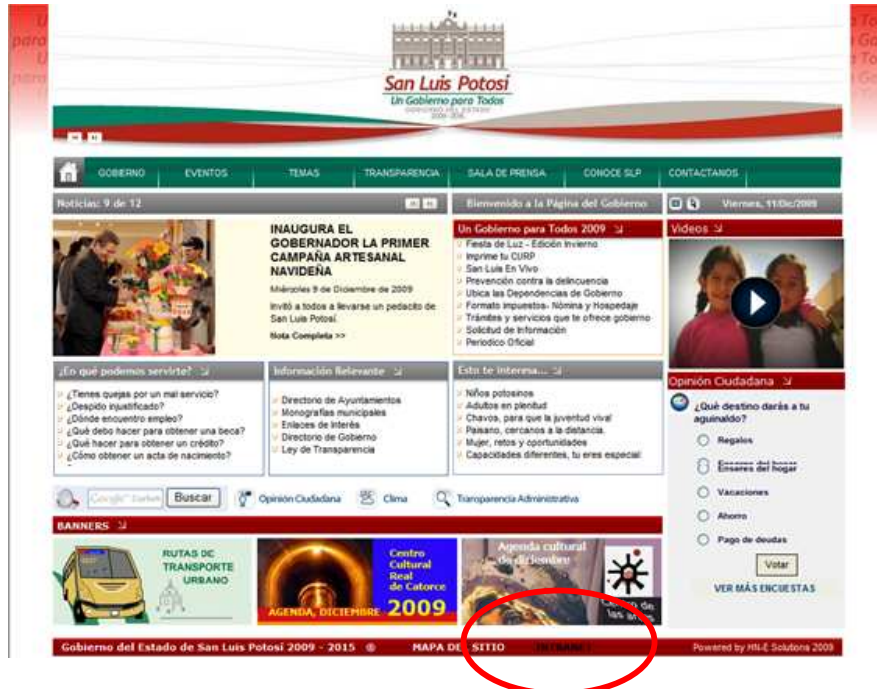 San Luis Potosí
Un Gobierno para Todos
GOBIERNO DEL ESTADO
GOBIERNO
EVENTOS
TEMAS
TRANSPARENCIA
SALA DE PRENSA
CONOCE SLP
CONTACTANOS
Noticias: 9 de 12
Bienvenido a la Página del Gobierno
Viernes, 11/Dic/2009
INAUGURA EL
GOBERNADOR LA PRIMER
CAMPAÑA ARTESANAL
NAVIDEÑA
Miércoles 9 de Diciembre de 2009
Invitó a todos a llevarse un pedacito de
San Luis Potosí.
Nota Completa >>
Un Gobierno para Todos 2009
Fiesta de Luz - Edición Invierno
Imprime tu CURP
San Luis En Vivo
Prevención contra la delincuencia
Ubica las Dependencias de Gobierno
Formato impuestos- Nómina y Hospedaje
Trámites y servicios que te ofrece gobierno
Solicitud de Información
Periodico Oficial
Videos
¿En qué podemos servirte?
¿Tienes quejas por un mal servicio?
¿Despido injustificado?
¿Dónde encuentro empleo?
¿Qué debo hacer para obtener una beca?
¿Qué hacer para obtener un crédito?
¿Cómo obtener un acta de nacimiento?
Información Relevante
Directorio de Ayuntamientos
Monografías municipales
Enlaces de Interés
Directorio de Gobierno
Ley de Transparencia
Esto te interesa...
Niños potosinos
Adultos en plenitud
Chavos, para que la juventud viva!
Paisano, cercanos a la distancia.
Mujer, retos y oportunidades
Capacidades diferentes, tu eres especial
Opinión Ciudadana
¿Qué destino darás a tu
aguinaldo?
Regalos
Enseres del hogar
Vacaciones
Ahorro
Pago de deudas
Votar
VER MÁS ENCUESTAS
Google
Buscar
Opinión Ciudadana
Clima
Transparencia Administrativa
BANNERS
RUTAS DE
TRANSPORTE
URBANO
Centro
Cultural
Real
de Catorce
AGENDA, DICIEMBRE 2009
Agenda cultural
de diciembre
Centro de
las artes
Gobierno del Estado de San Luis Potosí 2009 - 2015 ®
MAPA DE SITIO
INTRANET
Powered by HN-E Solutions 2009